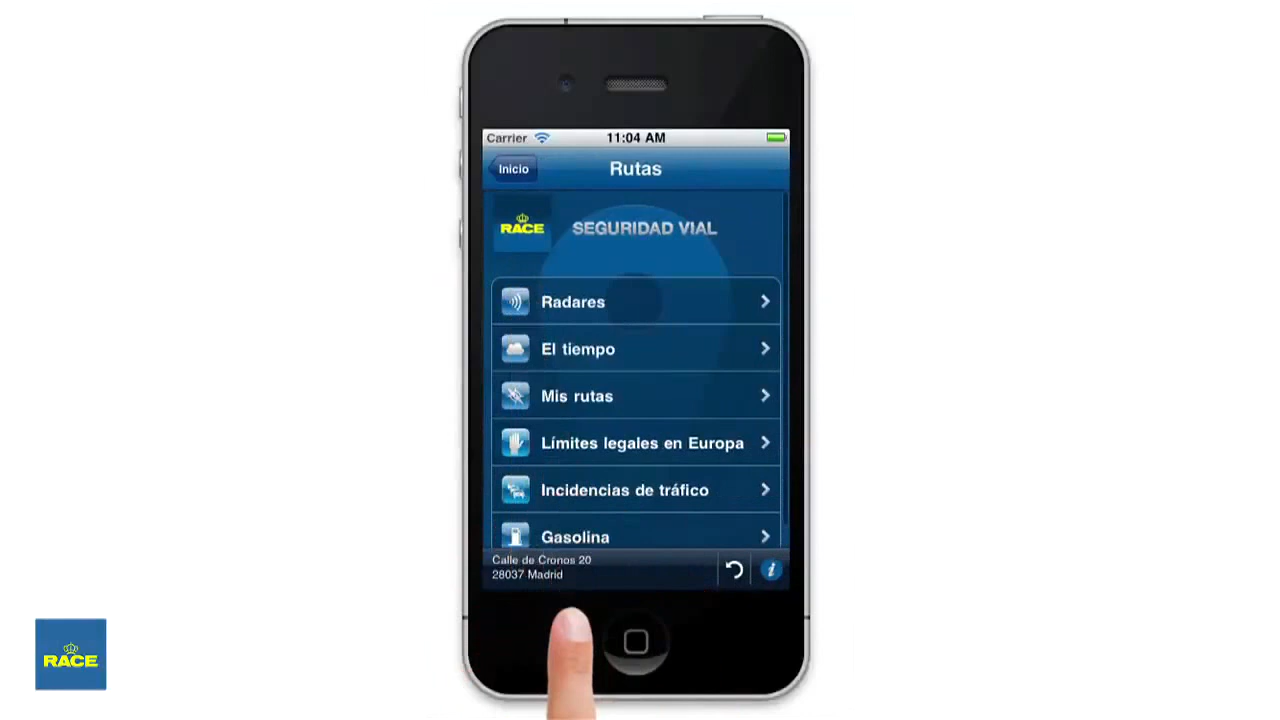 Carrier 11:04 AM
Inicio Rutas
RACE SEGURIDAD VIAL
Radares
El tiempo
Mis rutas
Límites legales en Europa
Incidencias de tráfico
Gasolina
Calle de Cronos 20
28037 Madrid
i
RACE